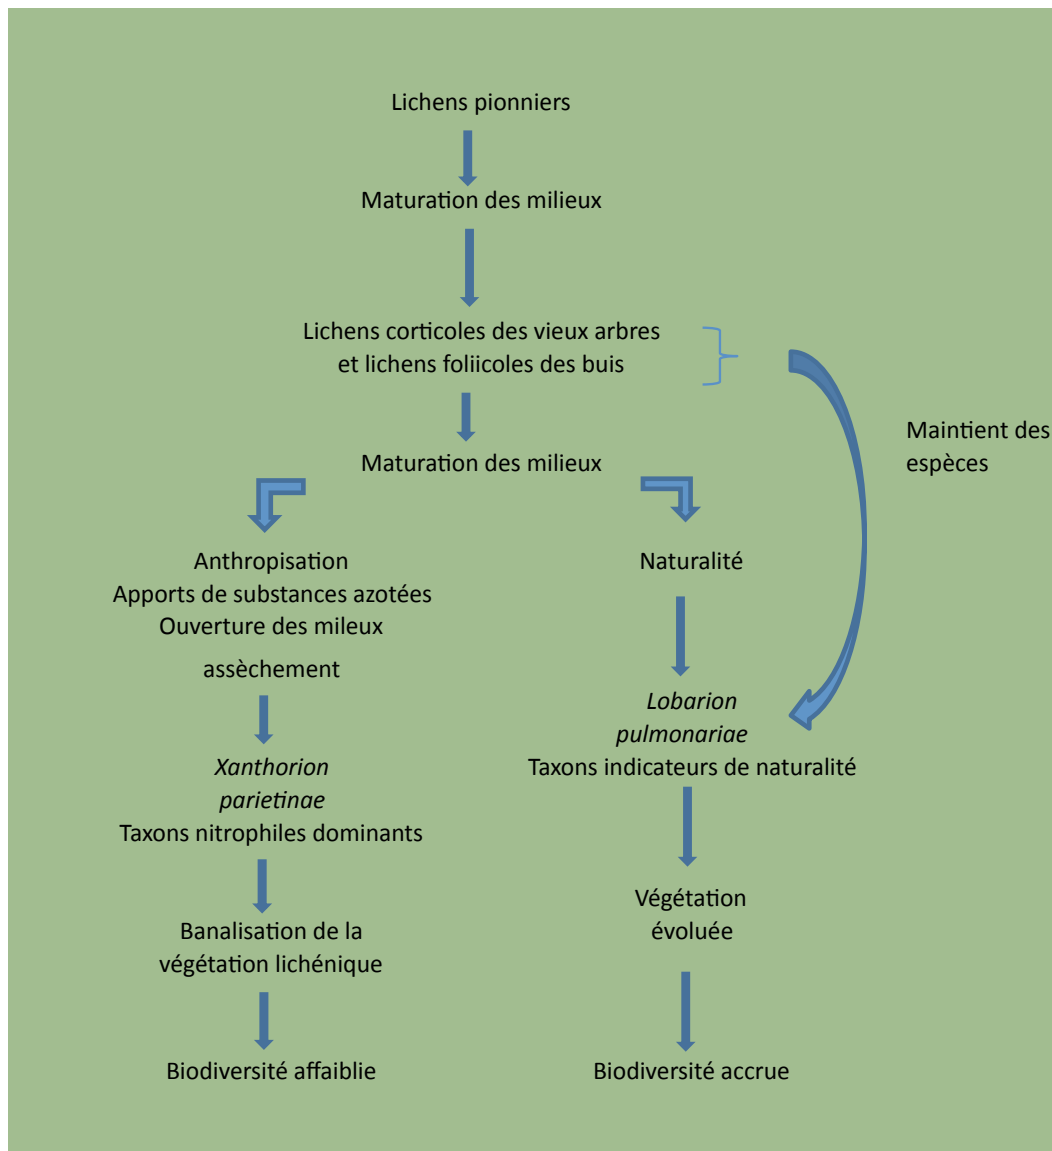 Lichens pionniers
Maturation des milieux
Lichens corticoles des vieux arbres
et lichens foliicoles des buis
Maintient des
espèces
Maturation des milieux
Anthropisation
Apports de substances azotées
Ouverture des mileux
assèchement
Xanthorion
parietinae
Taxons nitrophiles dominants
Banalisation de la
végétation lichénique
Biodiversité affaiblie
Naturalité
Lobarion
pulmonariae
Taxons indicateurs de naturalité
Végétation
évoluée
Biodiversité accrue